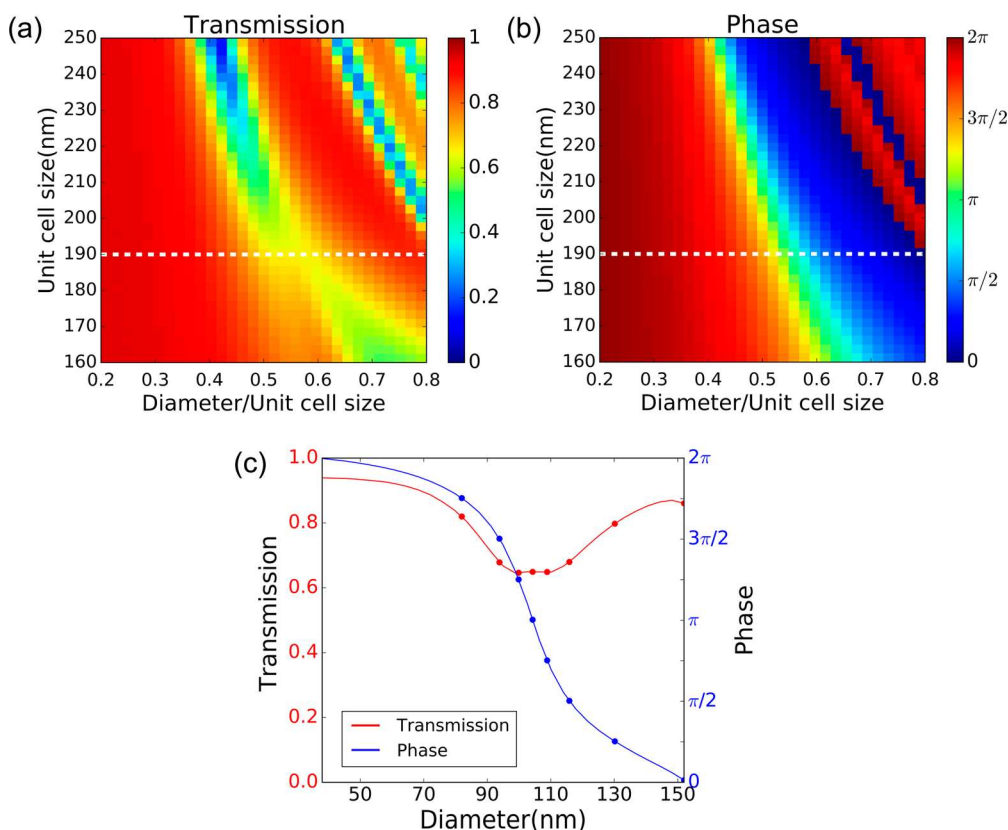 (a)
Transmission
Unit cell size(nm)
250
240
230
220
210
200
190
180
170
160
0.2 0.3 0.4 0.5 0.6 0.7 0.8
Diameter/Unit cell size
1
0.8
0.6
0.4
0.2
0
(b)
Phase
Unit cell size(nm)
250
240
230
220
210
200
190
180
170
160
0.2 0.3 0.4 0.5 0.6 0.7 0.8
Diameter/Unit cell size
2π
3π/2
π
π/2
0
(c)
Transmission
1.0
0.8
0.6
0.4
0.2
0.0
Transmission
Phase
50 70 90 110 130 152
Diameter(nm)
2π
3π/2
π
π/2
0
Phase